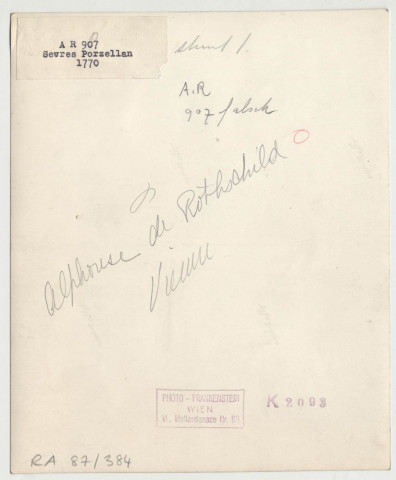 A R 907
Sevres Porzellan
1770
A.R
907 falsch
Alphonse de Rothschild
Vienne
PHOTO - FRANKENSTEIN
WIEN
K 2093
RA 87/384